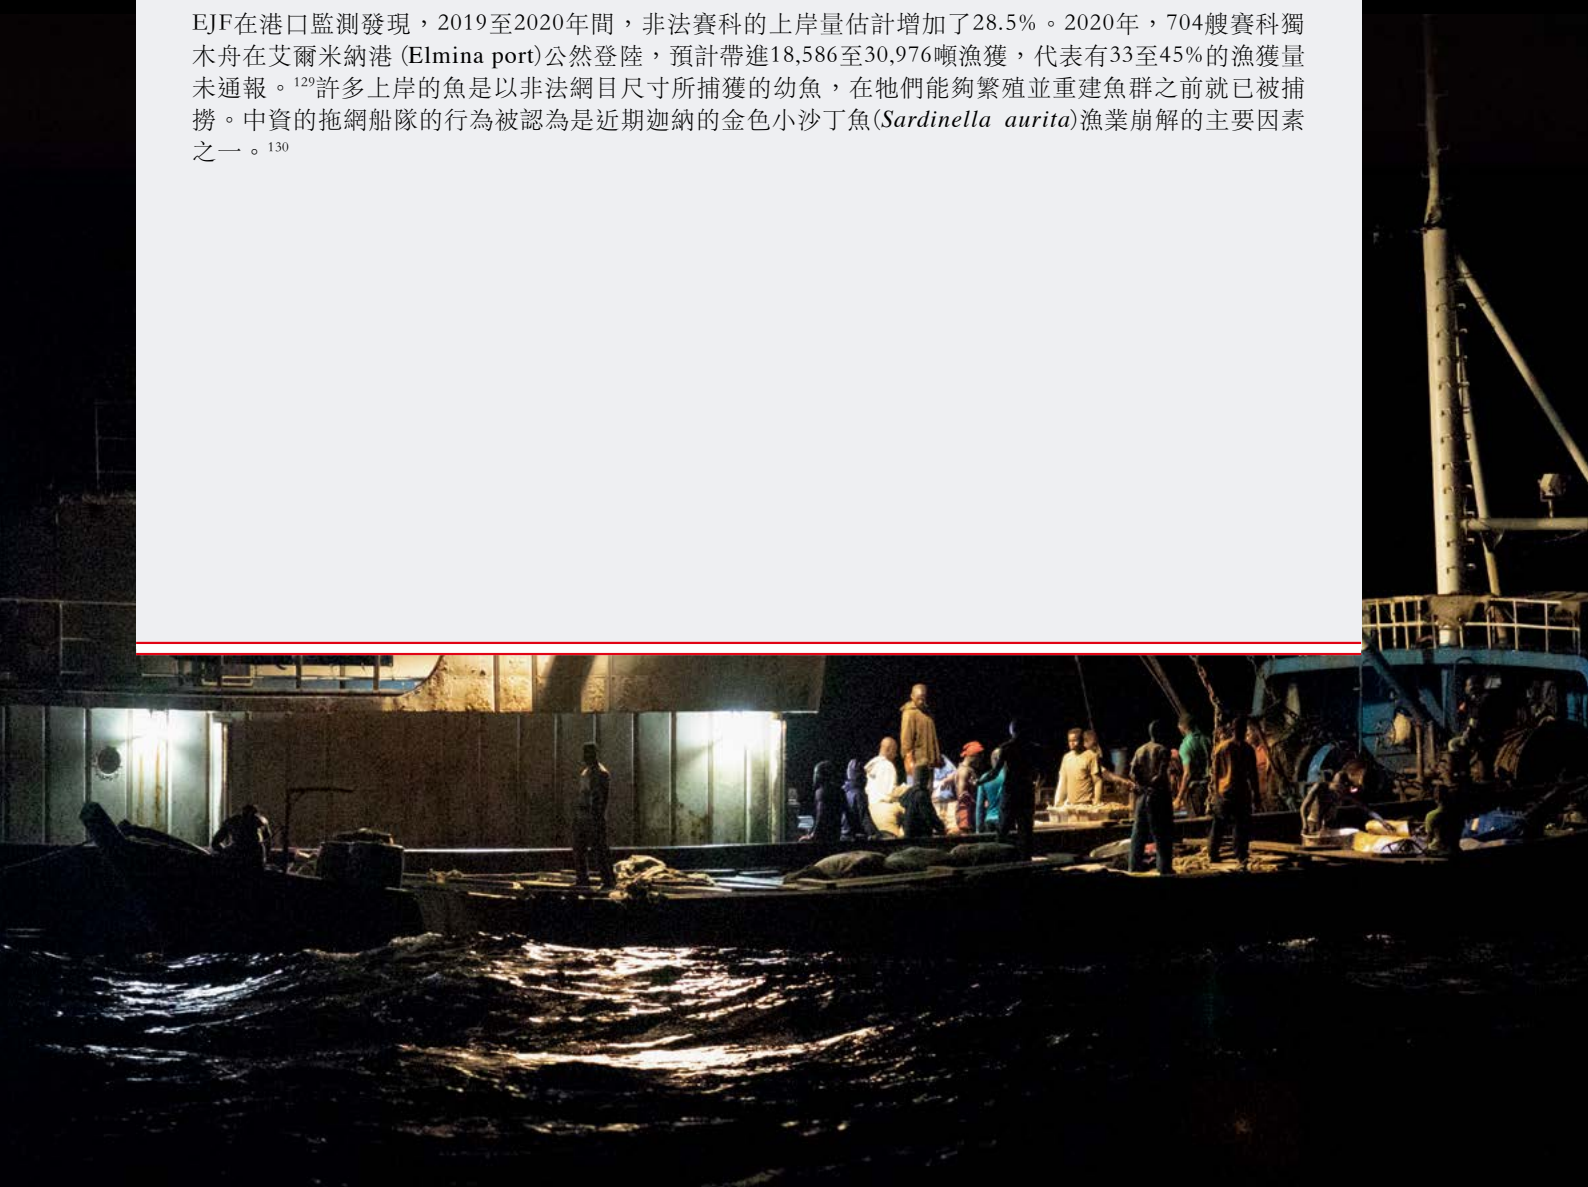 EJF在港口監測發現，2019至2020年間，非法賽科的上岸量估計增加了28.5%。2020年，704艘賽科獨
木舟在艾爾米納港 (Elmina port)公然登陸，預計帶進18,586至30,976噸漁獲，代表有33至45%的漁獲量
未通報。129許多上岸的魚是以非法網目尺寸所捕獲的幼魚，在牠們能夠繁殖並重建魚群之前就已被捕
撈。中資的拖網船隊的行為被認為是近期迦納的金色小沙丁魚(Sardinella aurita)漁業崩解的主要因素
之一。130